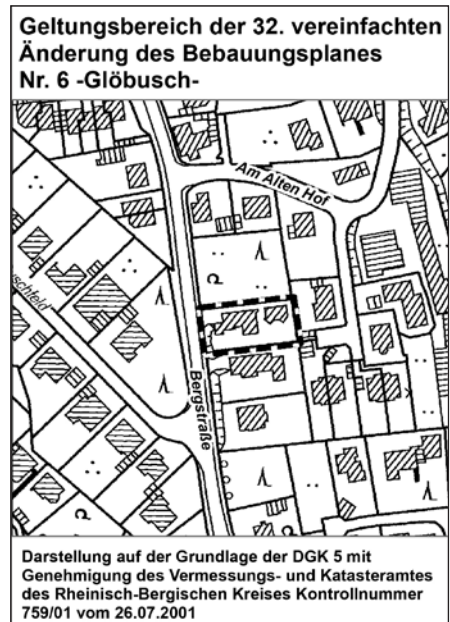 Geltungsbereich der 32. vereinfachten
Änderung des Bebauungsplanes
Nr. 6 -Glöbusch-
Am Alten Hof
Bergstraße
Darstellung auf der Grundlage der DGK 5 mit
Genehmigung des Vermessungs- und Katasteramtes
des Rheinisch-Bergischen Kreises Kontrollnummer
759/01 vom 26.07.2001